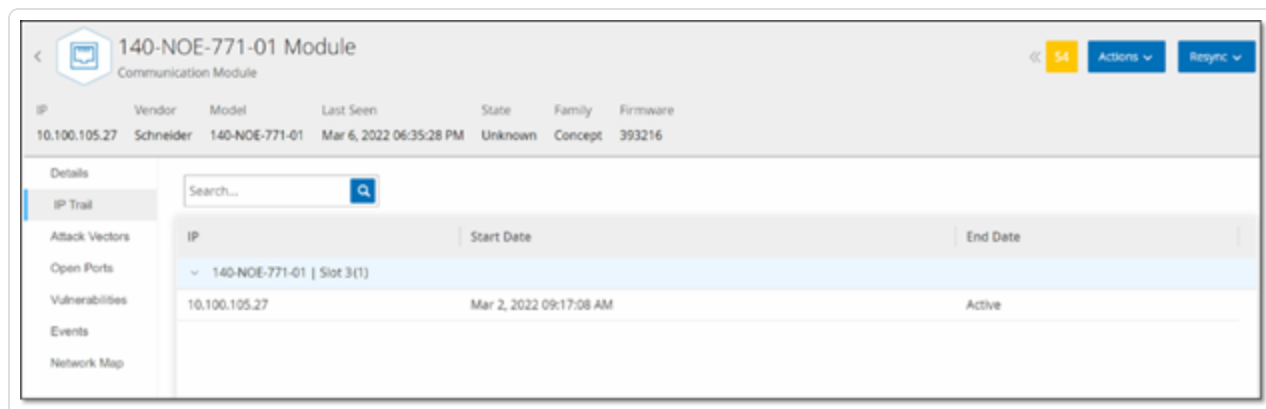 140-NOE-771-01 Module
Communication Module
54
Actions
Resync
IP Vendor Model Last Seen State Family Firmware
10.100.105.27 Schneider 140-NOE-771-01 Mar 6, 2022 06:35:28 PM Unknown Concept 393216
Details
IP Trail
Attack Vectors
Open Ports
Vulnerabilities
Events
Network Map
Search...
IP Start Date End Date
140-NOE-771-01 | Slot 3(1)
10.100.105.27 Mar 2, 2022 09:17:08 AM Active